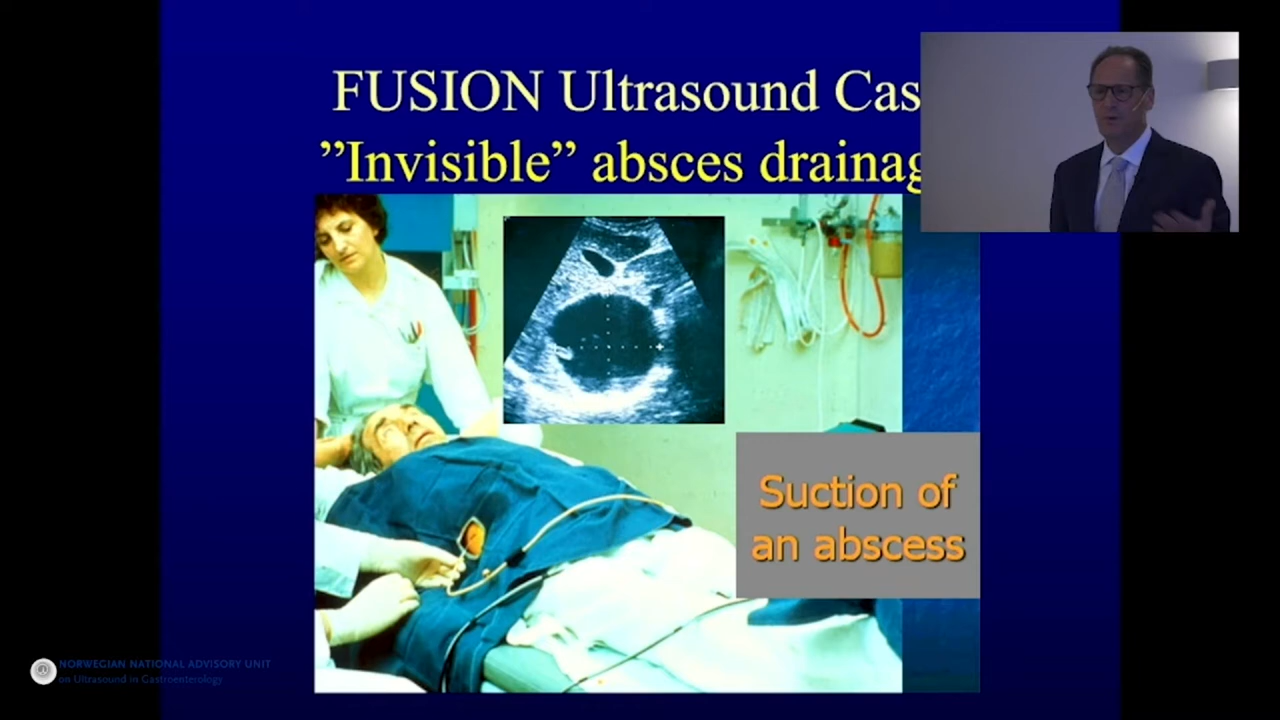 FUSION Ultrasound Cas
”Invisible” absces drainag
Suction of
an abscess
NORWEGIAN NATIONAL ADVISORY UNIT
on Ultrasound in Gastroenterology